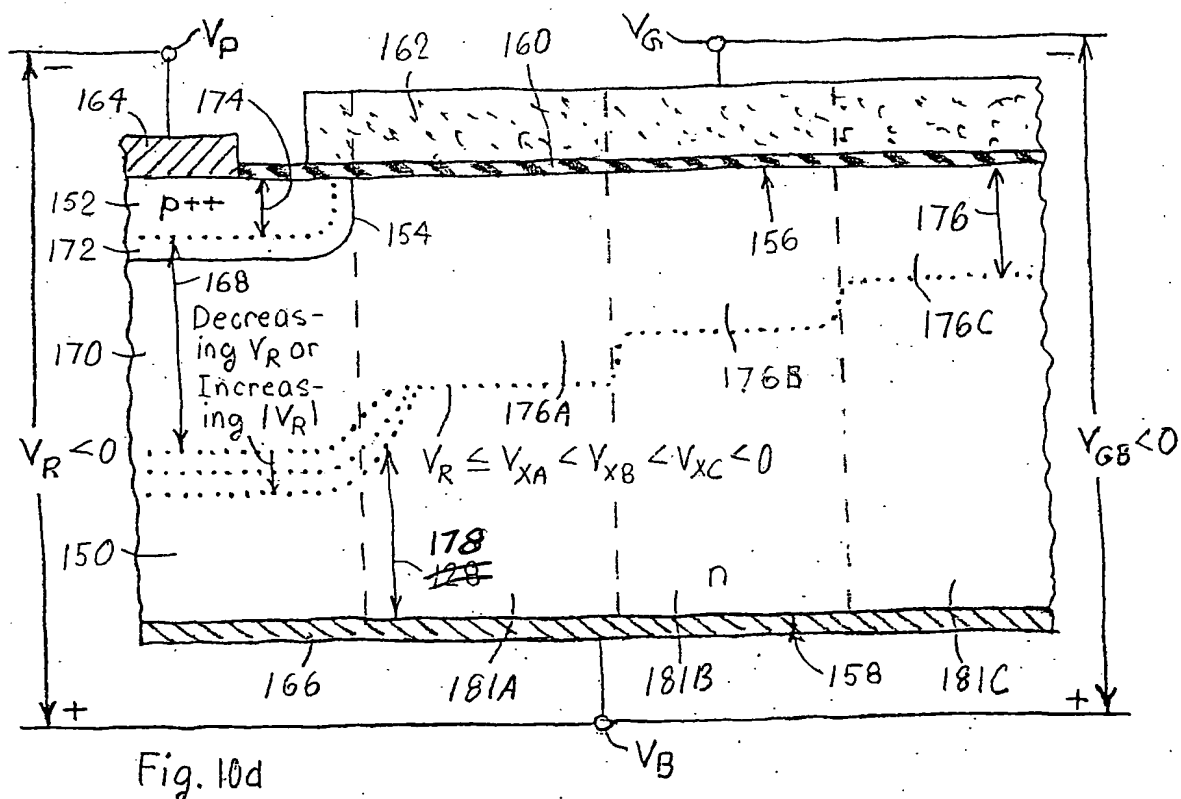 V_P
V_G
162
160
164
174
152
p++
172
154
156
176
168
Decreas-
ing V_R or
Increas-
ing |V_R|
170
176A
176B
176C
V_R < 0
V_R ≤ V_XA < V_XB < V_XC < 0
V_GB < 0
150
178
128
n
166
181A
181B
158
181C
−
−
+
+
V_B
Fig. 10d